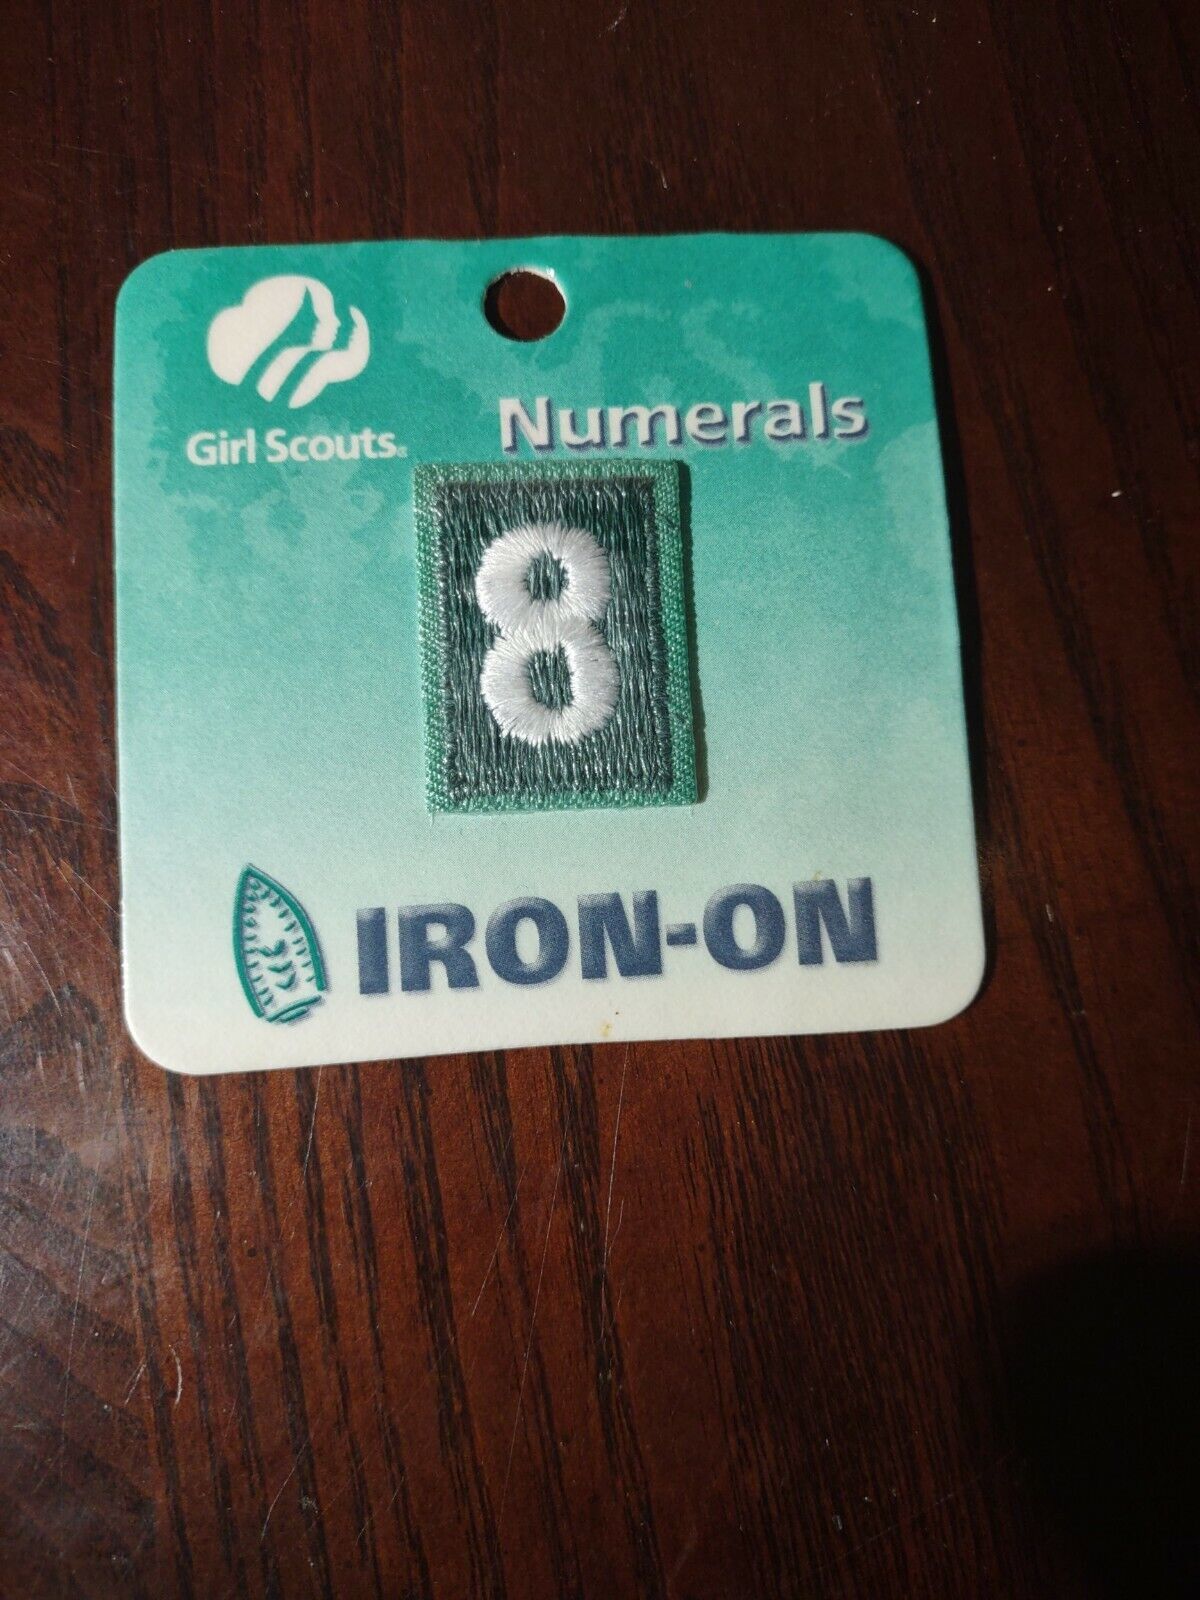 Girl Scouts®
Numerals
8
IRON-ON